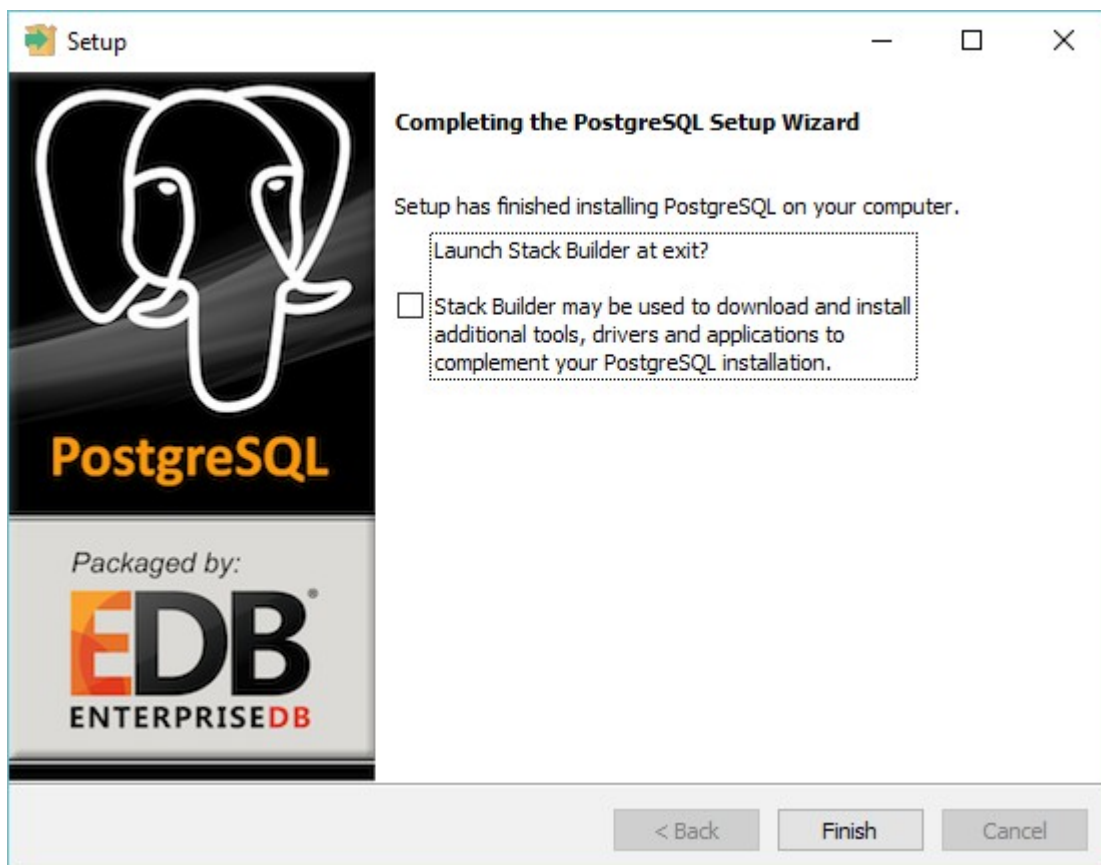 Setup
Completing the PostgreSQL Setup Wizard
Setup has finished installing PostgreSQL on your computer.
Launch Stack Builder at exit?
Stack Builder may be used to download and install
additional tools, drivers and applications to
complement your PostgreSQL installation.
PostgreSQL
Packaged by:
EDB®
ENTERPRISEDB
< Back
Finish
Cancel